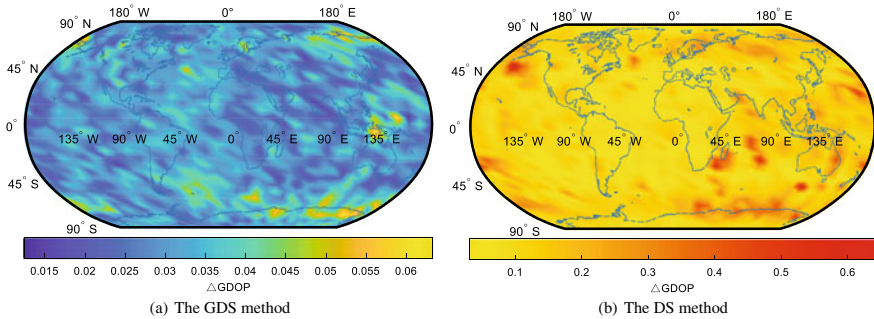 180° W 0° 180° E
90° N
45° N
0°
135° W 90° W 45° W 0° 45° E 90° E 135° E
45° S
90° S
0.015 0.02 0.025 0.03 0.035 0.04 0.045 0.05 0.055 0.06
△GDOP
(a) The GDS method
180° W 0° 180° E
90° N
45° N
0°
135° W 90° W 45° W 0° 45° E 90° E 135° E
45° S
90° S
0.1 0.2 0.3 0.4 0.5 0.6
△GDOP
(b) The DS method